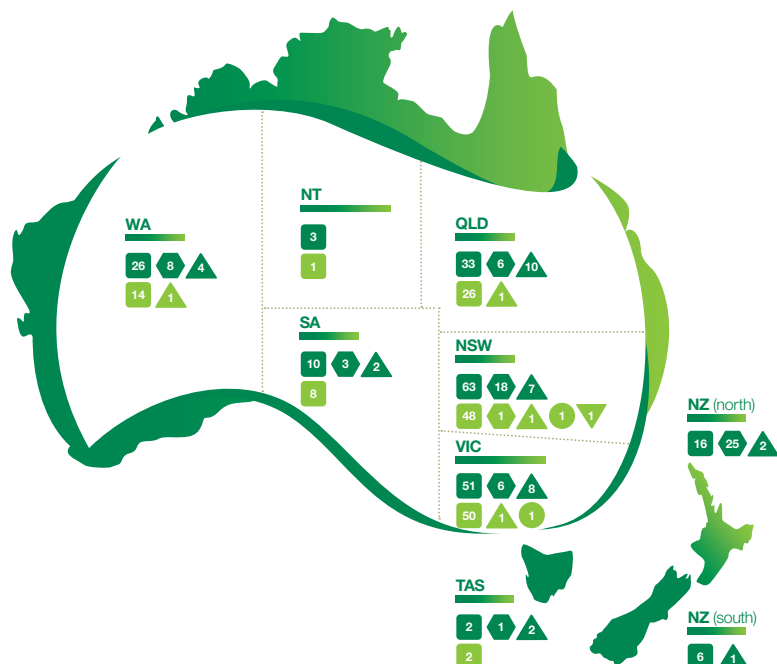 NT
3
1
WA
26 8 4
14 1
QLD
33 6 10
26 1
SA
10 3 2
8
NSW
63 18 7
48 1 1 1 1
NZ (north)
16 25 2
VIC
51 6 8
50 1 1
TAS
2 1 2
2
NZ (south)
6 1